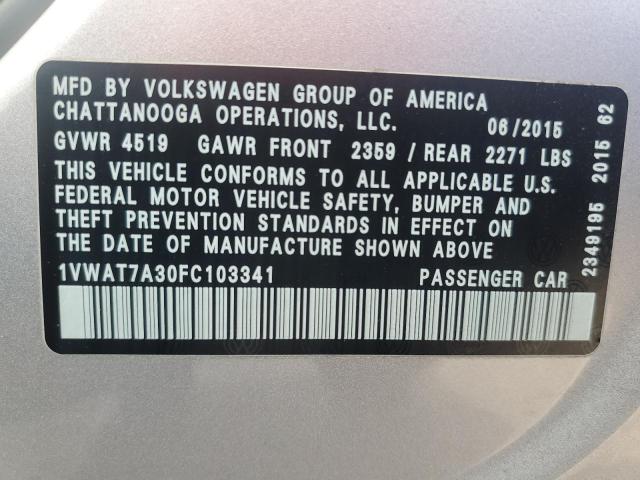 MFD BY VOLKSWAGEN GROUP OF AMERICA
CHATTANOOGA OPERATIONS, LLC. 06/2015
GVWR 4519 GAWR FRONT 2359 / REAR 2271 LBS
THIS VEHICLE CONFORMS TO ALL APPLICABLE U.S.
FEDERAL MOTOR VEHICLE SAFETY, BUMPER AND
THEFT PREVENTION STANDARDS IN EFFECT ON
THE DATE OF MANUFACTURE SHOWN ABOVE
1VWAT7A30FC103341 PASSENGER CAR
2349195 2015 62